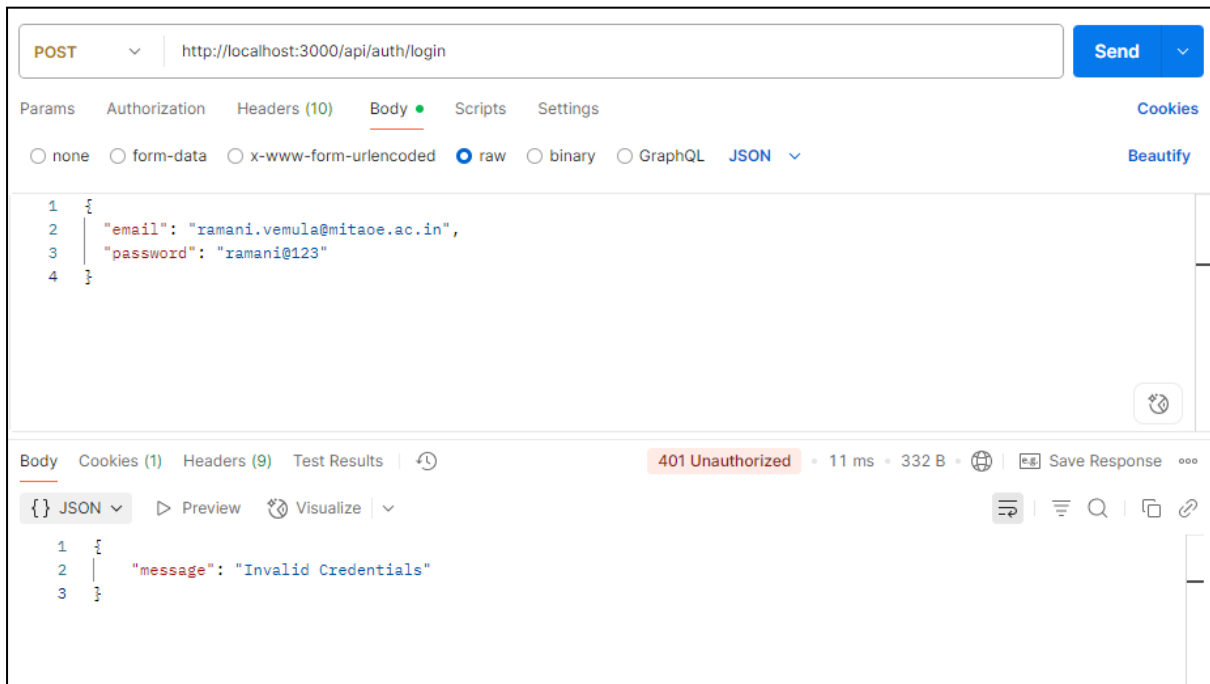 POST http://localhost:3000/api/auth/login Send
Params Authorization Headers (10) Body Scripts Settings Cookies
none form-data x-www-form-urlencoded raw binary GraphQL JSON Beautify
1 {
2 "email": "ramani.vemula@mitaoe.ac.in",
3 "password": "ramani@123"
4 }
Body Cookies (1) Headers (9) Test Results 401 Unauthorized • 11 ms • 332 B • e.g. Save Response
{} JSON Preview Visualize
1 {
2 "message": "Invalid Credentials"
3 }